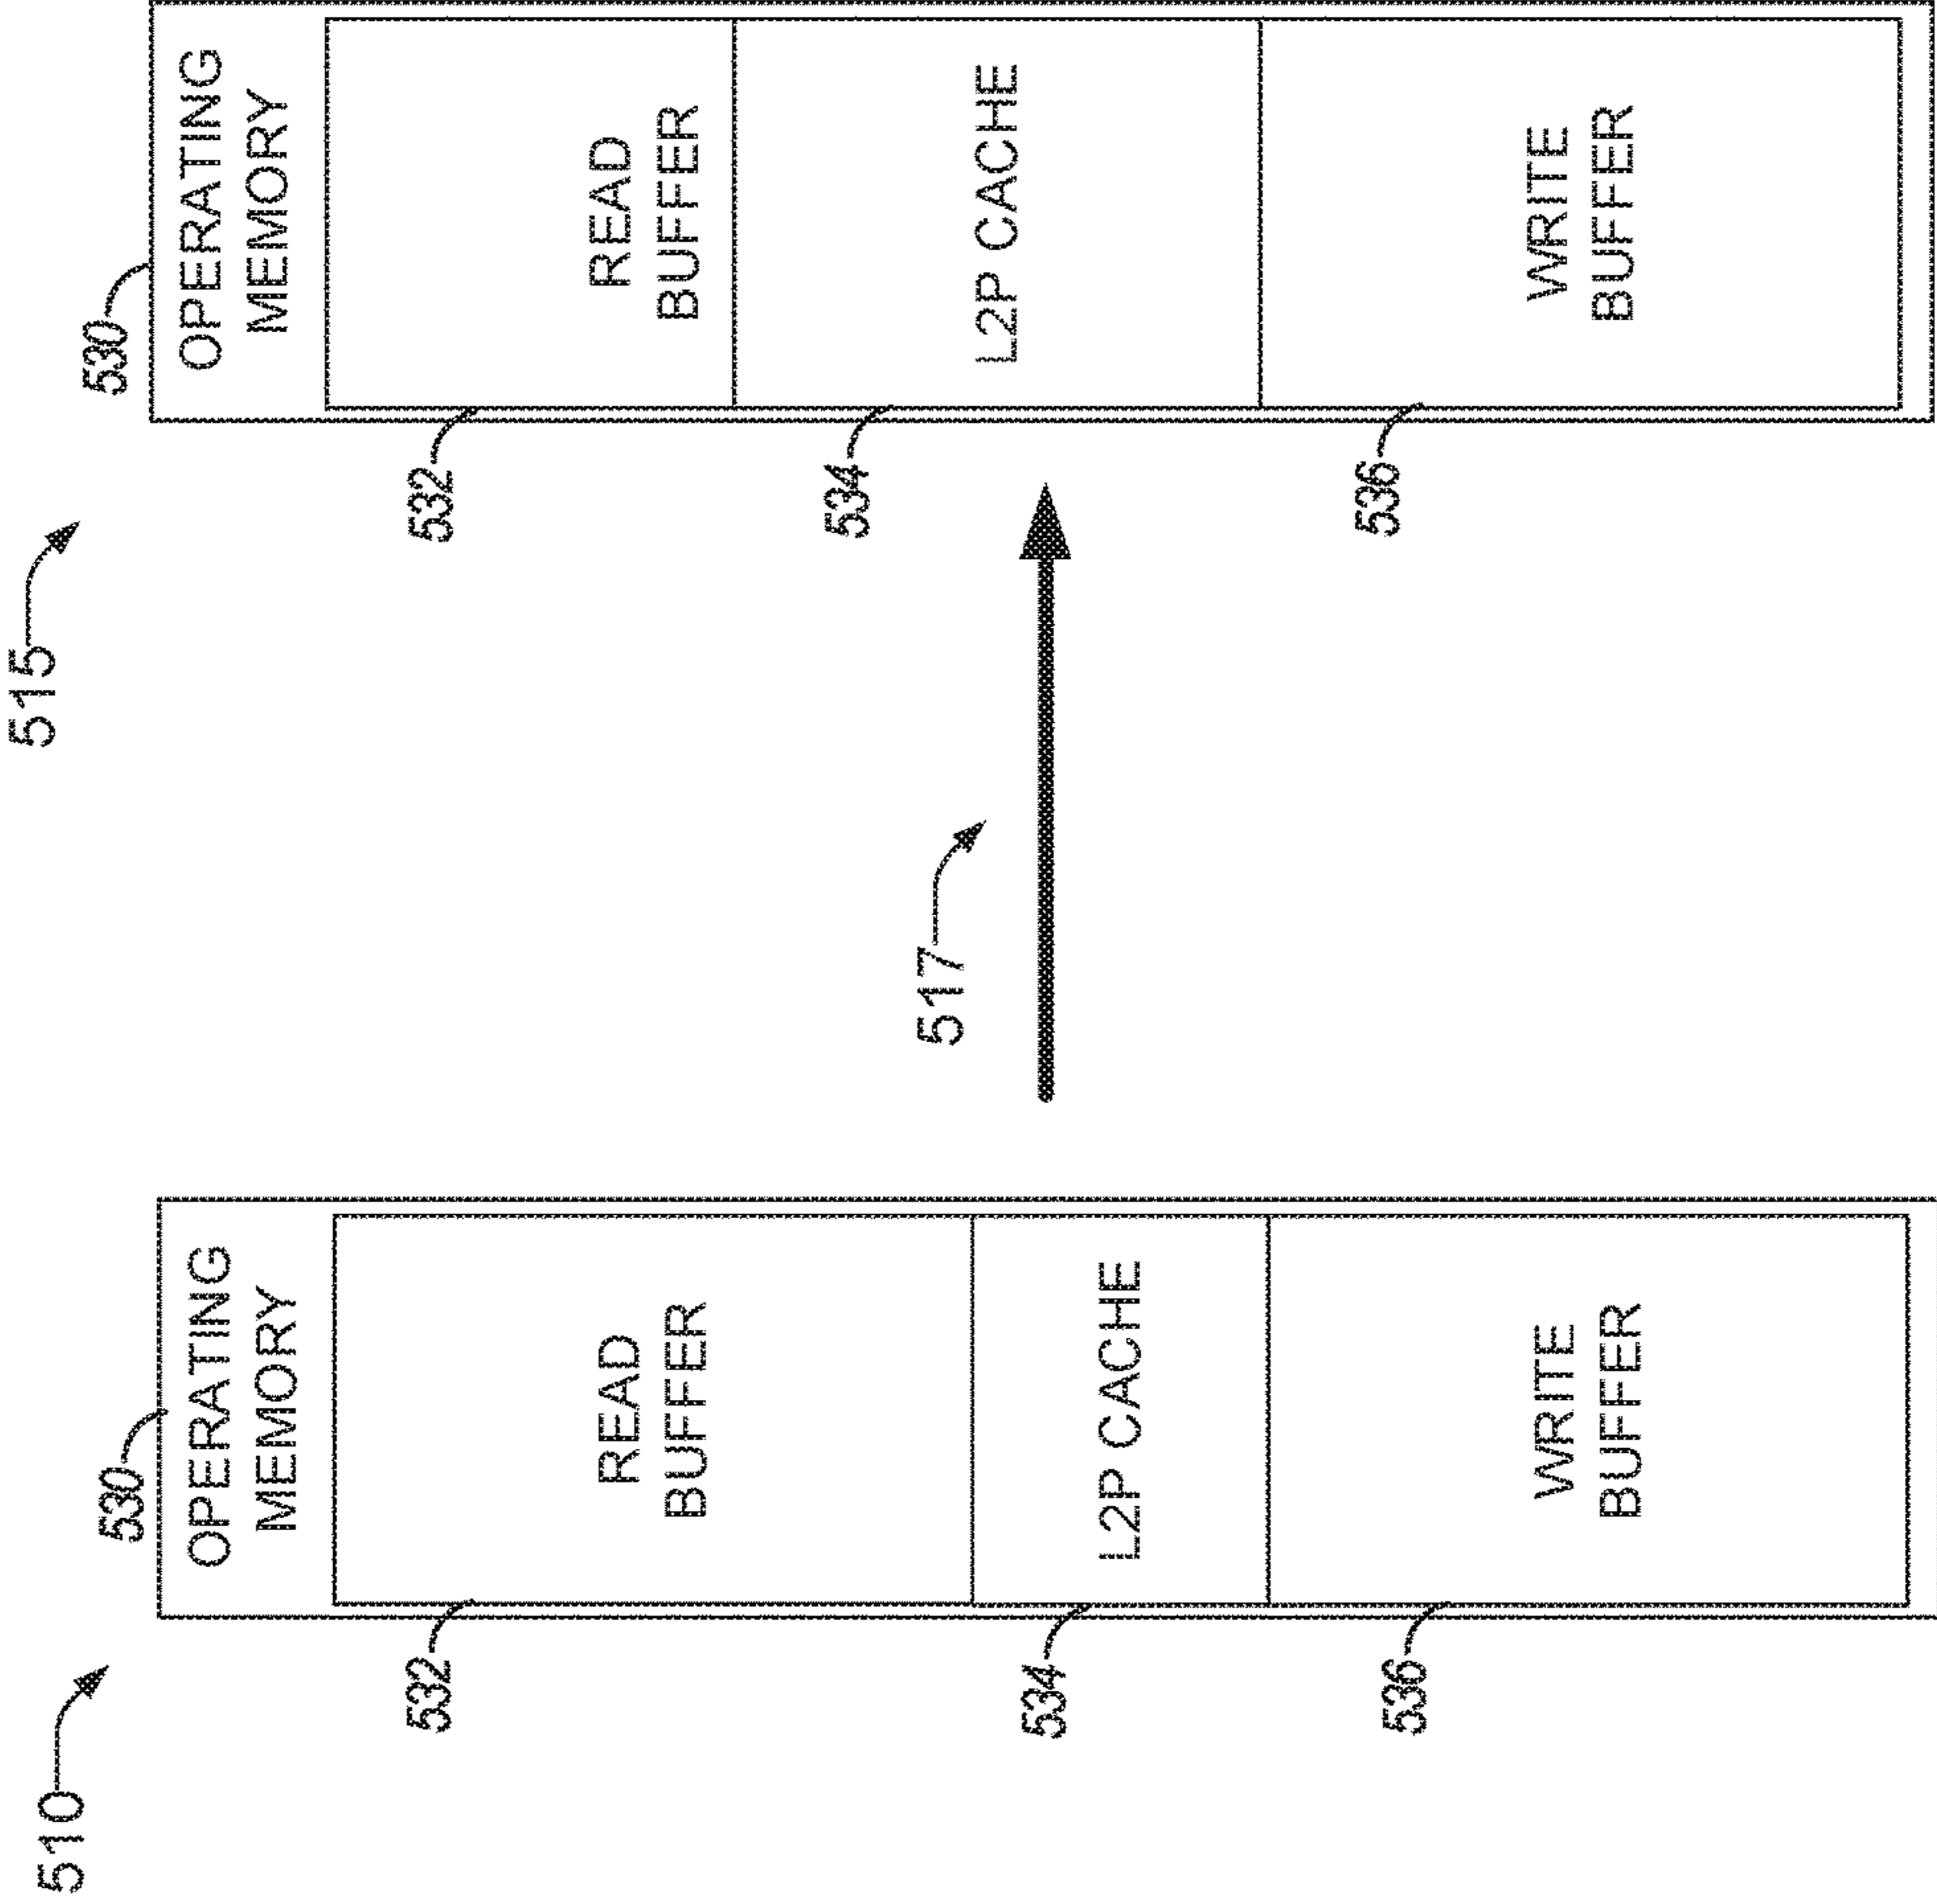 510
530
OPERATING
MEMORY
532
READ
BUFFER
534
L2P CACHE
536
WRITE
BUFFER
517
515
530
OPERATING
MEMORY
532
READ
BUFFER
534
L2P CACHE
536
WRITE
BUFFER